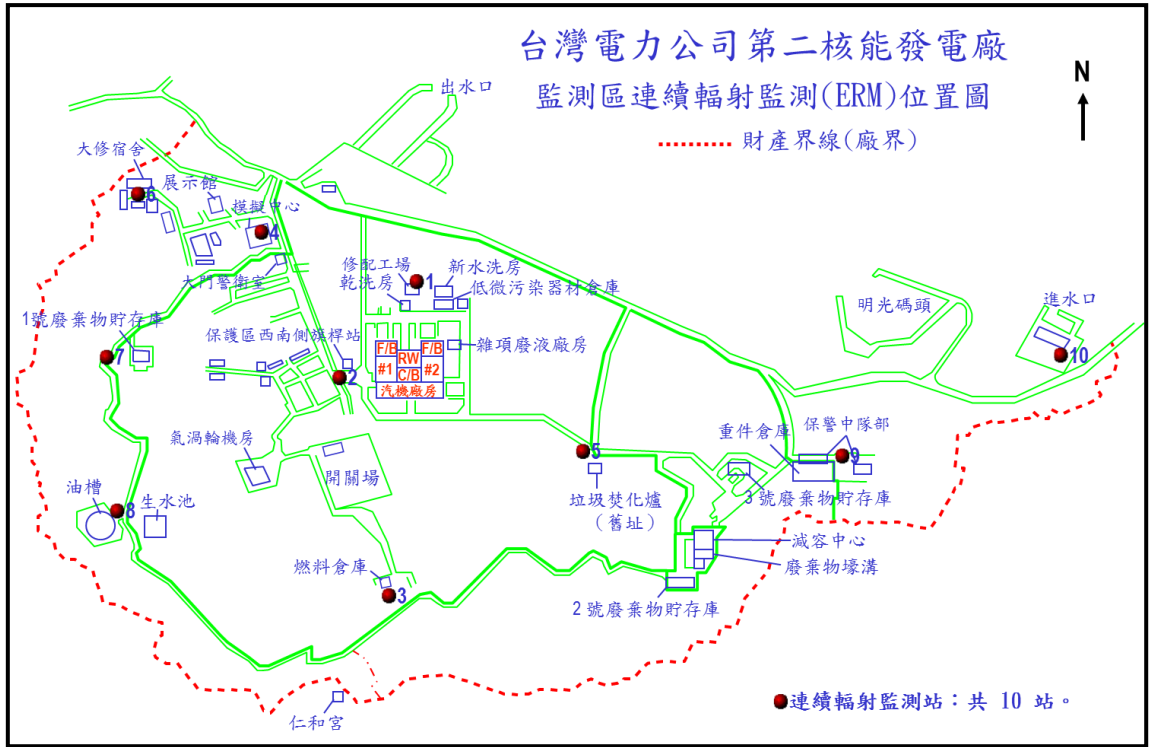 台灣電力公司第二核能發電廠
監測區連續輻射監測(ERM)位置圖
財產界線(廠界)
N
出水口
大修宿舍
6
展示館
模擬中心
4
大門警衛室
修配工場
1
新水洗房
乾洗房
低微污染器材倉庫
明光碼頭
進水口
10
1號廢棄物貯存庫
7
保護區西南側旗桿站
2
F/B
F/B
RW
#1
#2
C/B
汽機廠房
雜項廢液廠房
5
重件倉庫
保警中隊部
9
氣渦輪機房
開關場
垃圾焚化爐
(舊址)
3號廢棄物貯存庫
油槽
8
生水池
減容中心
廢棄物壕溝
燃料倉庫
3
2號廢棄物貯存庫
仁和宮
連續輻射監測站：共 10 站。